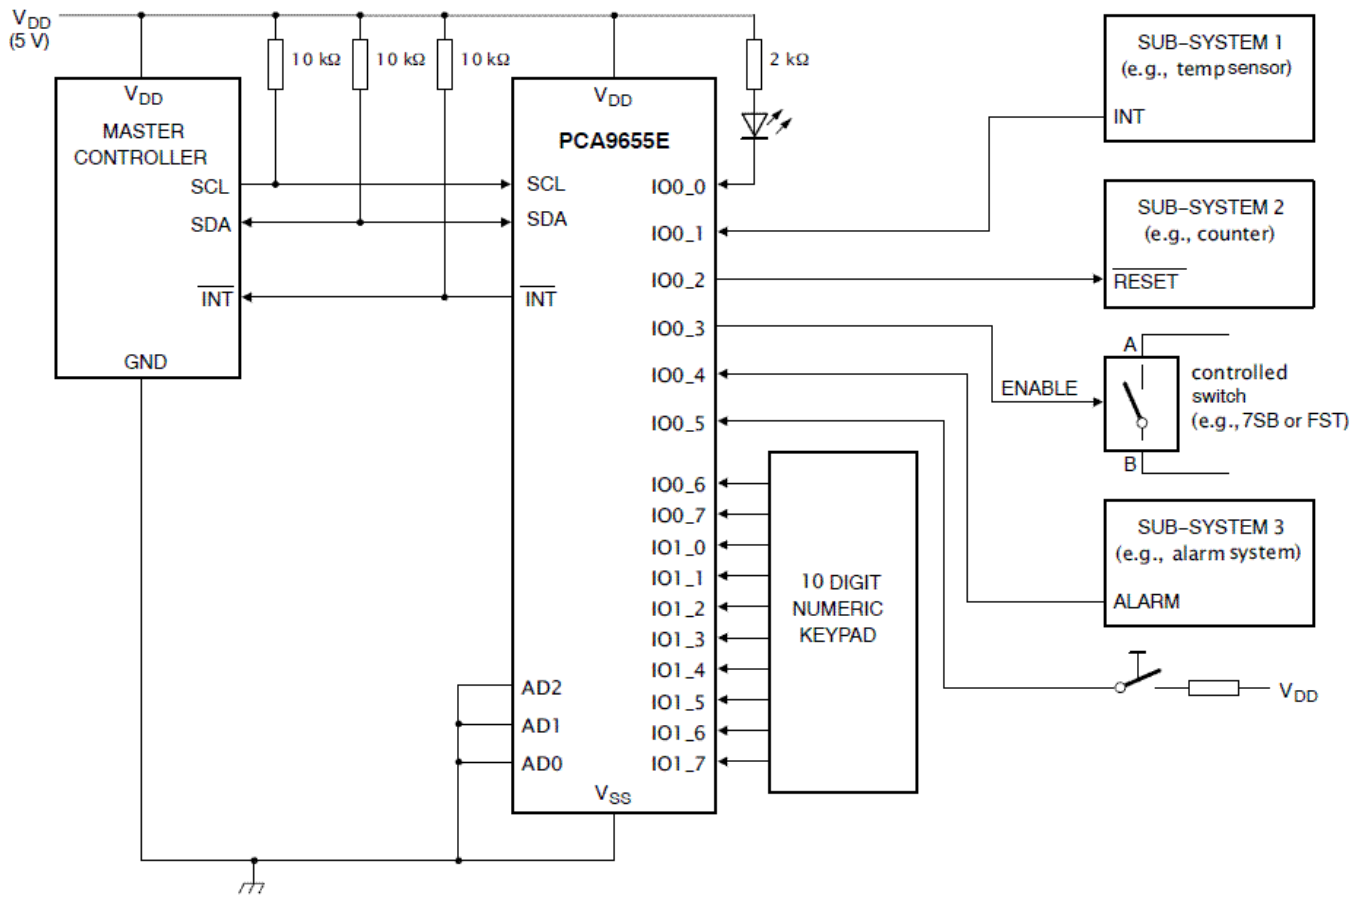 VDD
(5 V)
10 kΩ
10 kΩ
10 kΩ
2 kΩ
VDD
MASTER
CONTROLLER
SCL
SDA
INT
GND
VDD
PCA9655E
SCL
SDA
INT
AD2
AD1
AD0
VSS
IO0_0
IO0_1
IO0_2
IO0_3
IO0_4
IO0_5
IO0_6
IO0_7
IO1_0
IO1_1
IO1_2
IO1_3
IO1_4
IO1_5
IO1_6
IO1_7
10 DIGIT
NUMERIC
KEYPAD
SUB-SYSTEM 1
(e.g., temp sensor)
INT
SUB-SYSTEM 2
(e.g., counter)
RESET
A
ENABLE
B
controlled
switch
(e.g., 7SB or FST)
SUB-SYSTEM 3
(e.g., alarm system)
ALARM
VDD